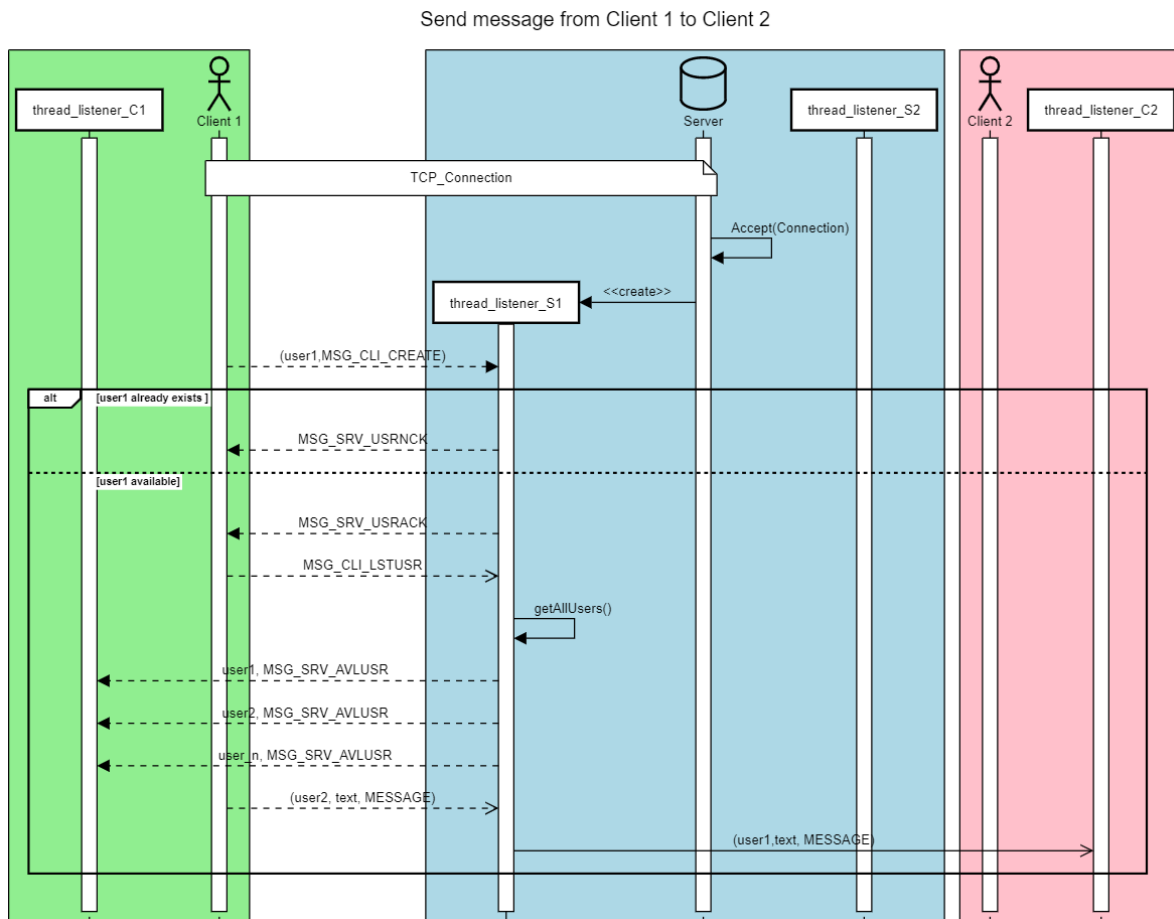 Send message from Client 1 to Client 2
thread_listener_C1
Client 1
Server
thread_listener_S2
Client 2
thread_listener_C2
TCP_Connection
Accept(Connection)
<<create>>
thread_listener_S1
(user1,MSG_CLI_CREATE)
alt
[user1 already exists ]
MSG_SRV_USRNCK
[user1 available]
MSG_SRV_USRACK
MSG_CLI_LSTUSR
getAllUsers()
user1, MSG_SRV_AVLUSR
user2, MSG_SRV_AVLUSR
user_n, MSG_SRV_AVLUSR
(user2, text, MESSAGE)
(user1,text, MESSAGE)